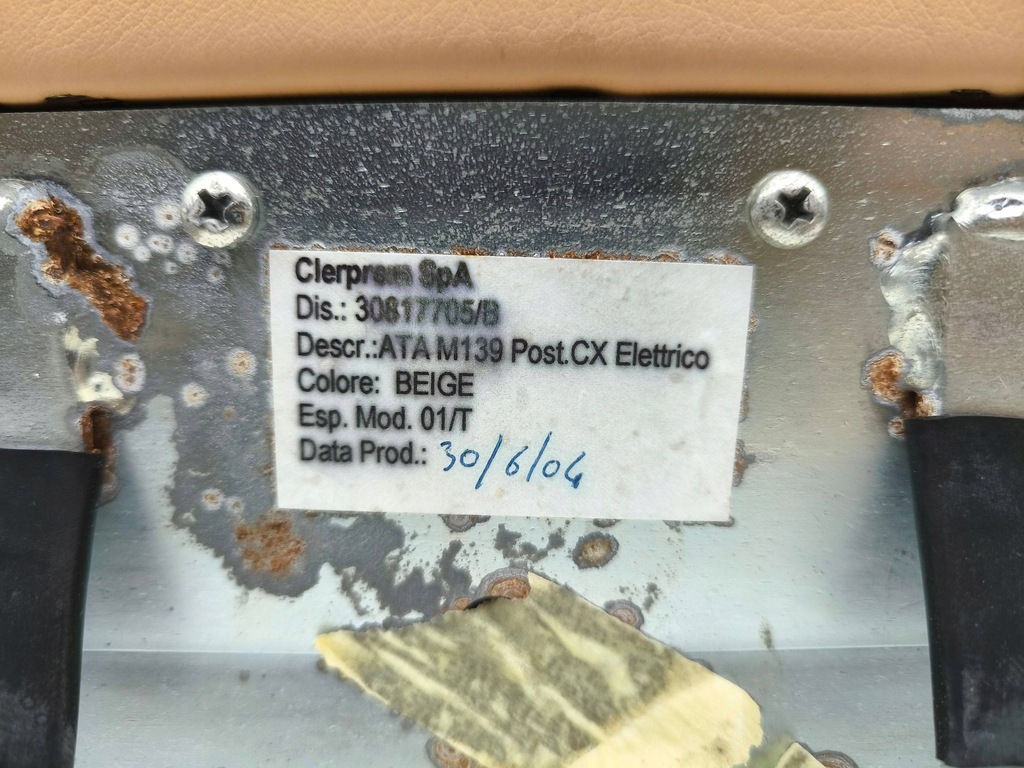 Clerprem SpA
Dis.: 30817705/B
Descr.:ATA M139 Post.CX Elettrico
Colore: BEIGE
Esp. Mod. 01/T
Data Prod.: 30/6/04